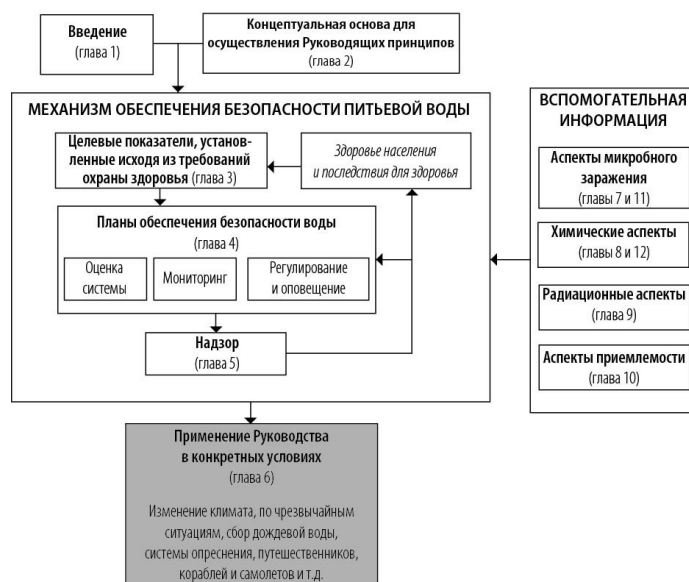 Введение
(глава 1)
Концептуальная основа для
осуществления Руководящих принципов
(глава 2)
МЕХАНИЗМ ОБЕСПЕЧЕНИЯ БЕЗОПАСНОСТИ ПИТЬЕВОЙ ВОДЫ
Целевые показатели, установ-
ленные исходя из требований
охраны здоровья (глава 3)
Здоровье населения
и последствия для здоровья
Планы обеспечения безопасности воды
(глава 4)
Оценка
системы
Мониторинг
Регулирование
и оповещение
Надзор
(глава 5)
Применение Руководства
в конкретных условиях
(глава 6)
Изменение климата, по чрезвычайным
ситуациям, сбор дождевой воды,
системы опреснения, путешественников,
кораблей и самолетов и т.д.
ВСПОМОГАТЕЛЬНАЯ
ИНФОРМАЦИЯ
Аспекты микробного
заражения
(главы 7 и 11)
Химические аспекты
(главы 8 и 12)
Радиационные аспекты
(глава 9)
Аспекты приемлемости
(глава 10)